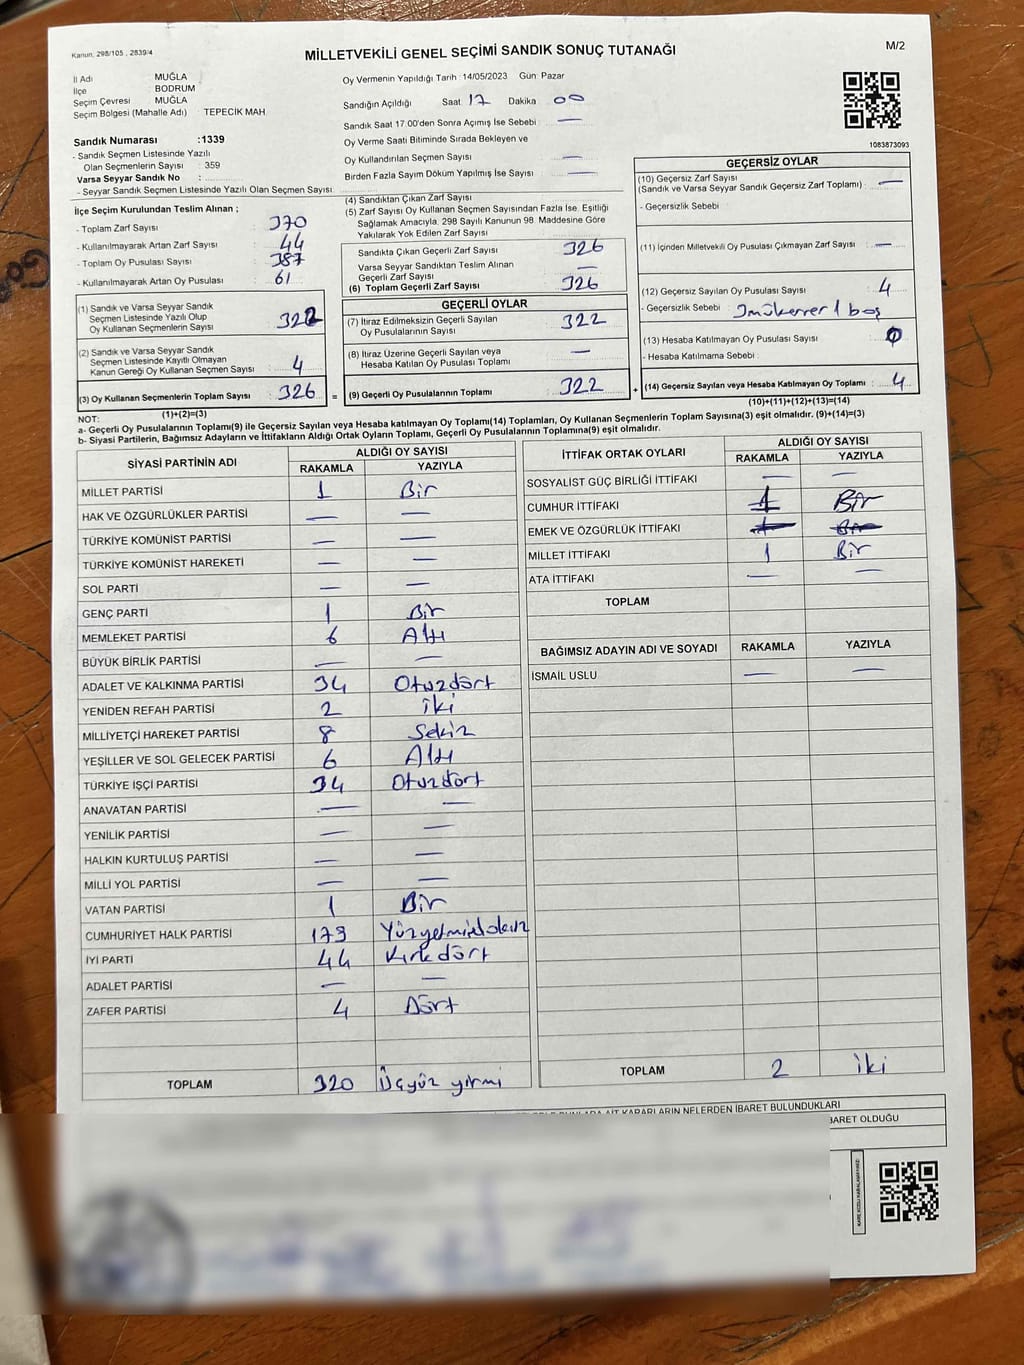 Kanun, 298/105 , 2839/4
MİLLETVEKİLİ GENEL SEÇİMİ SANDIK SONUÇ TUTANAĞI
M/2
İl Adı MUĞLA
İlçe BODRUM
Seçim Çevresi MUĞLA
Seçim Bölgesi (Mahalle Adı) TEPECİK MAH
Sandık Numarası :1339
- Sandık Seçmen Listesinde Yazılı
Olan Seçmenlerin Sayısı : 359
Varsa Seyyar Sandık No :
- Seyyar Sandık Seçmen Listesinde Yazılı Olan Seçmen Sayısı:
Oy Vermenin Yapıldığı Tarih :14/05/2023 Gün: Pazar
Sandığın Açıldığı Saat 17 Dakika 00
Sandık Saat 17:00'den Sonra Açımış İse Sebebi : —
Oy Verme Saati Bitiminde Sırada Bekleyen ve
Oy Kullandırılan Seçmen Sayısı —
Birden Fazla Sayım Döküm Yapılmış İse Sayısı : —
1083873093
İlçe Seçim Kurulundan Teslim Alınan ;
- Toplam Zarf Sayısı : 370
- Kullanılmayarak Artan Zarf Sayısı : 44
- Toplam Oy Pusulası Sayısı : 387
- Kullanılmayarak Artan Oy Pusulası : 61
(1) Sandık ve Varsa Seyyar Sandık
Seçmen Listesinde Yazılı Olup
Oy Kullanan Seçmenlerin Sayısı : 322
(2) Sandık ve Varsa Seyyar Sandık
Seçmen Listesinde Kayıtlı Olmayan
Kanun Gereği Oy Kullanan Seçmen Sayısı : 4
(3) Oy Kullanan Seçmenlerin Toplam Sayısı : 326
(1)+(2)=(3)
(4) Sandıktan Çıkan Zarf Sayısı
(5) Zarf Sayısı Oy Kullanan Seçmen Sayısından Fazla İse, Eşitliği
Sağlamak Amacıyla, 298 Sayılı Kanunun 98. Maddesine Göre
Yakılarak Yok Edilen Zarf Sayısı :
Sandıkta Çıkan Geçerli Zarf Sayısı 326
Varsa Seyyar Sandıktan Teslim Alınan
Geçerli Zarf Sayısı —
(6) Toplam Geçerli Zarf Sayısı 326
GEÇERLİ OYLAR
(7) İtiraz Edilmeksizin Geçerli Sayılan
Oy Pusulalarının Sayısı : 322
(8) İtiraz Üzerine Geçerli Sayılan veya
Hesaba Katılan Oy Pusulası Toplamı : —
= (9) Geçerli Oy Pusulalarının Toplamı : 322
GEÇERSİZ OYLAR
(10) Geçersiz Zarf Sayısı
(Sandık ve Varsa Seyyar Sandık Geçersiz Zarf Toplamı) : —
- Geçersizlik Sebebi :
(11) İçinden Milletvekili Oy Pusulası Çıkmayan Zarf Sayısı : —
(12) Geçersiz Sayılan Oy Pusulası Sayısı : 4
- Geçersizlik Sebebi : 3mükerrer 1 boş
(13) Hesaba Katılmayan Oy Pusulası Sayısı : 0
- Hesaba Katılmama Sebebi :
+ (14) Geçersiz Sayılan veya Hesaba Katılmayan Oy Toplamı : 4
(10)+(11)+(12)+(13)=(14)
NOT:
a- Geçerli Oy Pusulalarının Toplamı(9) ile Geçersiz Sayılan veya Hesaba katılmayan Oy Toplamı(14) Toplamları, Oy Kullanan Seçmenlerin Toplam Sayısına(3) eşit olmalıdır. (9)+(14)=(3)
b- Siyasi Partilerin, Bağımsız Adayların ve İttifakların Aldığı Ortak Oyların Toplamı, Geçerli Oy Pusulalarının Toplamına(9) eşit olmalıdır.
SİYASİ PARTİNİN ADI ALDIĞI OY SAYISI
RAKAMLA YAZIYLA
MİLLET PARTİSİ 1 Bir
HAK VE ÖZGÜRLÜKLER PARTİSİ — —
TÜRKİYE KOMÜNİST PARTİSİ — —
TÜRKİYE KOMÜNİST HAREKETİ — —
SOL PARTİ — —
GENÇ PARTİ 1 Bir
MEMLEKET PARTİSİ 6 Altı
BÜYÜK BİRLİK PARTİSİ — —
ADALET VE KALKINMA PARTİSİ 34 Otuzdört
YENİDEN REFAH PARTİSİ 2 iki
MİLLİYETÇİ HAREKET PARTİSİ 8 Sekiz
YEŞİLLER VE SOL GELECEK PARTİSİ 6 Altı
TÜRKİYE İŞÇİ PARTİSİ 34 Otuzdört
ANAVATAN PARTİSİ — —
YENİLİK PARTİSİ — —
HALKIN KURTULUŞ PARTİSİ — —
MİLLİ YOL PARTİSİ — —
VATAN PARTİSİ 1 Bir
CUMHURİYET HALK PARTİSİ 179
İYİ PARTİ 44 Kırkdört
ADALET PARTİSİ — —
ZAFER PARTİSİ 4 Dört
TOPLAM 320 Üçyüz yirmi
İTTİFAK ORTAK OYLARI ALDIĞI OY SAYISI
RAKAMLA YAZIYLA
SOSYALİST GÜÇ BİRLİĞİ İTTİFAKI — —
CUMHUR İTTİFAKI 1 Bir
EMEK VE ÖZGÜRLÜK İTTİFAKI 1 Bir
MİLLET İTTİFAKI 1 Bir
ATA İTTİFAKI — —
TOPLAM
BAĞIMSIZ ADAYIN ADI VE SOYADI RAKAMLA YAZIYLA
İSMAİL USLU — —
TOPLAM 2 iki
AİT KARARLARIN NELERDEN İBARET BULUNDUKLARI
BARET OLDUĞU